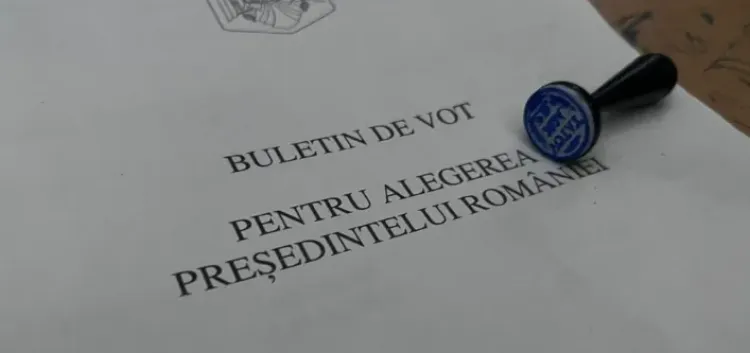 BULETIN DE VOT
PENTRU ALEGEREA
PREȘEDINTELUI ROMÂNIEI